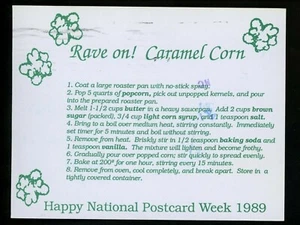 Rave on! Caramel Corn
1. Coat a large roaster pan with no-stick spray.
2. Pop 5 quarts of popcorn, pick out unpopped kernels, and pour
into the prepared roaster pan.
3. Melt 1-1/2 cups butter in a heavy saucepan. Add 2 cups brown
sugar (packed), 3/4 cup light corn syrup, and 1 teaspoon salt.
4. Bring to a boil over medium heat, stirring constantly. Immediately
set timer for 5 minutes and boil without stirring.
5. Remove from heat. Briskly stir in 1/2 teaspoon baking soda and
1 teaspoon vanilla. The mixture will lighten and become frothy.
6. Gradually pour over popped corn; stir quickly to spread evenly.
7. Bake at 200°F for one hour, stirring every 15 minutes.
8. Remove from oven, cool completely, and break apart. Store in a
tightly covered container.
Happy National Postcard Week 1989